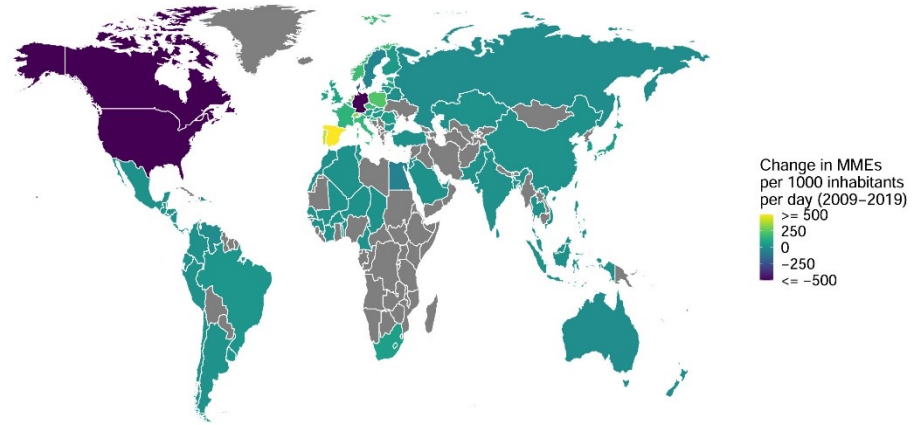 Change in MMEs
per 1000 inhabitants
per day (2009−2019)
>= 500
250
0
−250
<= −500